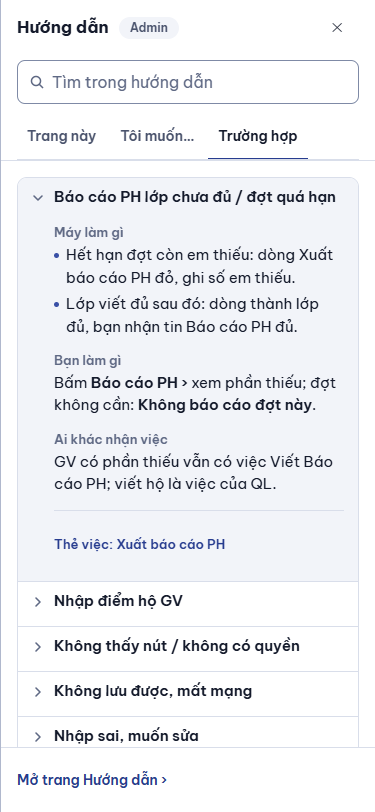 Hướng dẫn Admin
Tìm trong hướng dẫn
Trang này Tôi muốn... Trường hợp
Báo cáo PH lớp chưa đủ / đợt quá hạn
Máy làm gì
Hết hạn đợt còn em thiếu: dòng Xuất
báo cáo PH đỏ, ghi số em thiếu.
Lớp viết đủ sau đó: dòng thành lớp
đủ, bạn nhận tin Báo cáo PH đủ.
Bạn làm gì
Bấm Báo cáo PH › xem phần thiếu; đợt
không cần: Không báo cáo đợt này.
Ai khác nhận việc
GV có phần thiếu vẫn có việc Viết Báo
cáo PH; viết hộ là việc của QL.
Thẻ việc: Xuất báo cáo PH
Nhập điểm hộ GV
Không thấy nút / không có quyền
Không lưu được, mất mạng
Nhập sai, muốn sửa
Mở trang Hướng dẫn ›